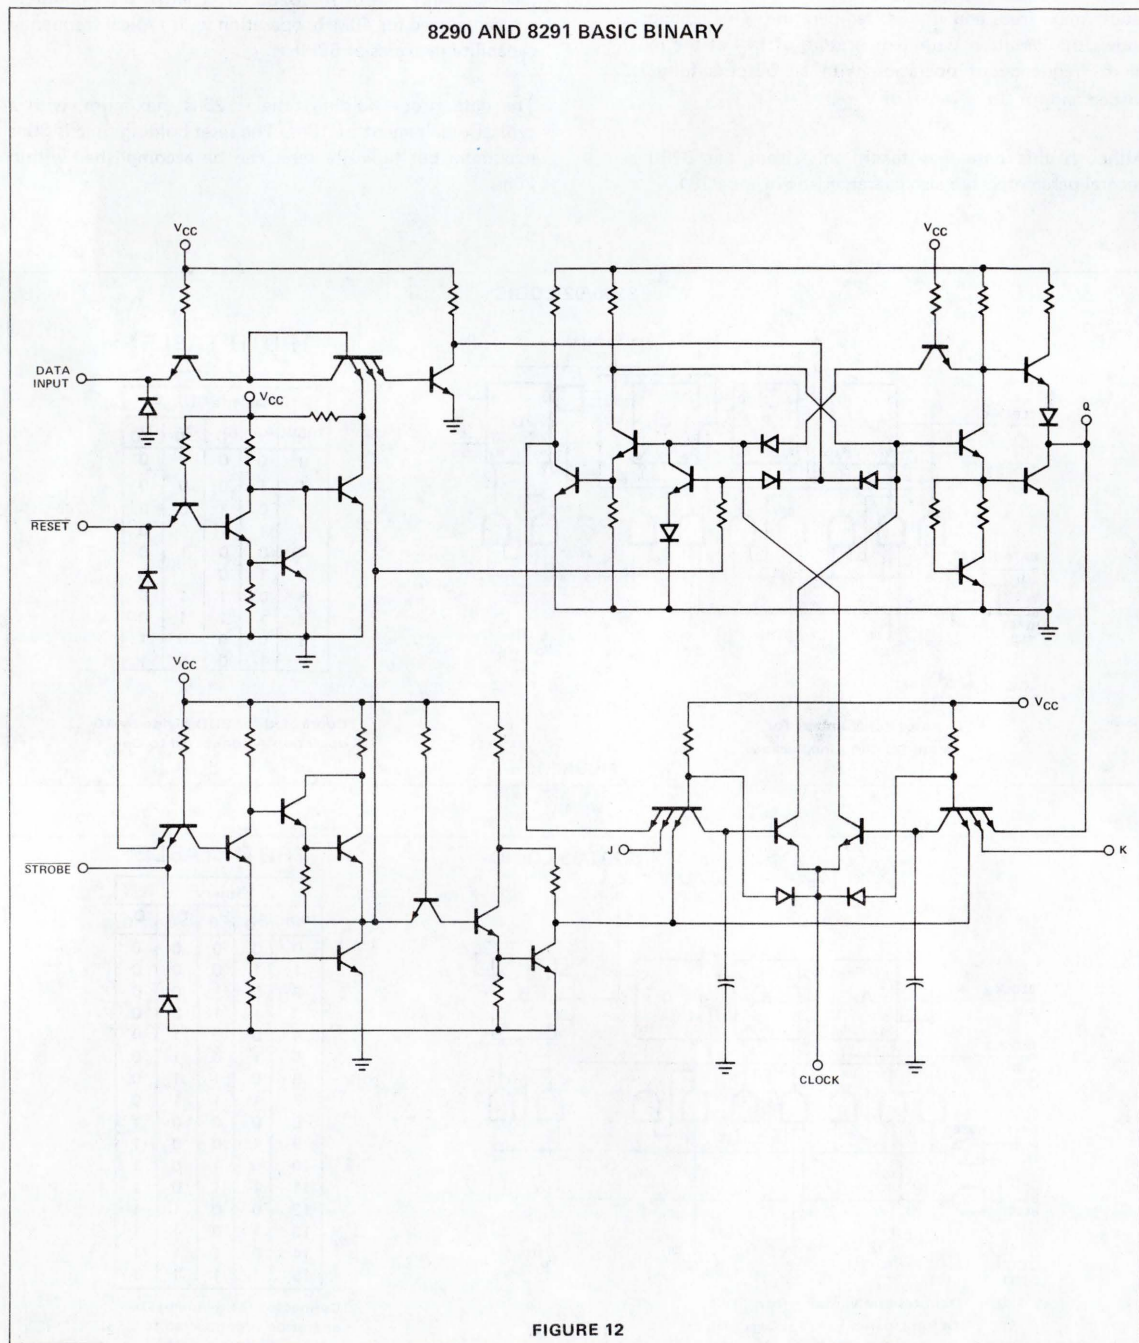 8290 AND 8291 BASIC BINARY
VCC
VCC
DATA
INPUT
VCC
Q
RESET
VCC
VCC
J
K
STROBE
CLOCK
FIGURE 12